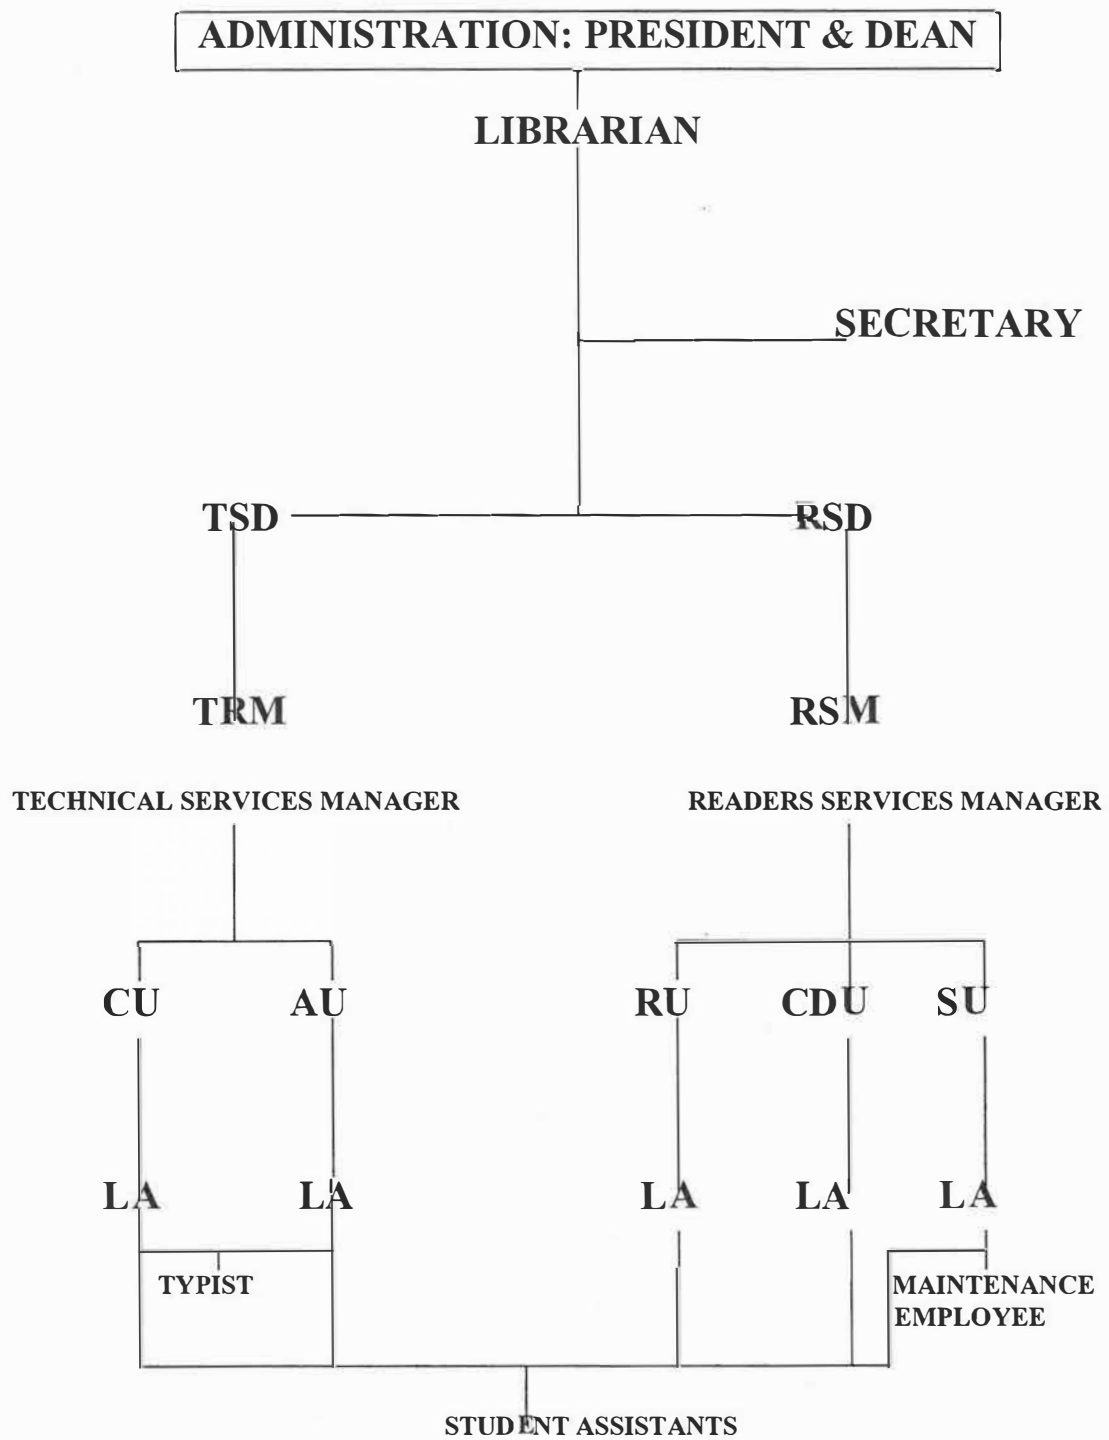 ADMINISTRATION: PRESIDENT & DEAN
LIBRARIAN
SECRETARY
TSD RSD
TRM RSM
TECHNICAL SERVICES MANAGER READERS SERVICES MANAGER
CU AU RU CDU SU
LA LA LA LA LA
TYPIST MAINTENANCE
EMPLOYEE
STUDENT ASSISTANTS